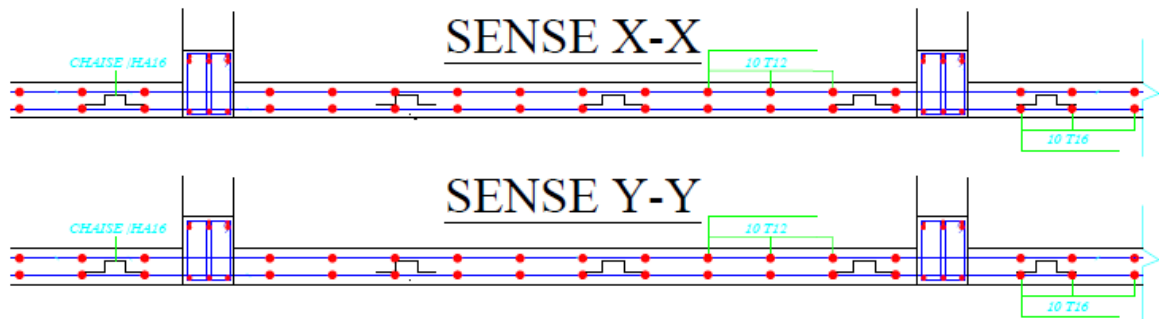 SENSE X-X
CHAISE /HA16
10 T12
10 T16
SENSE Y-Y
CHAISE /HA16
10 T12
10 T16